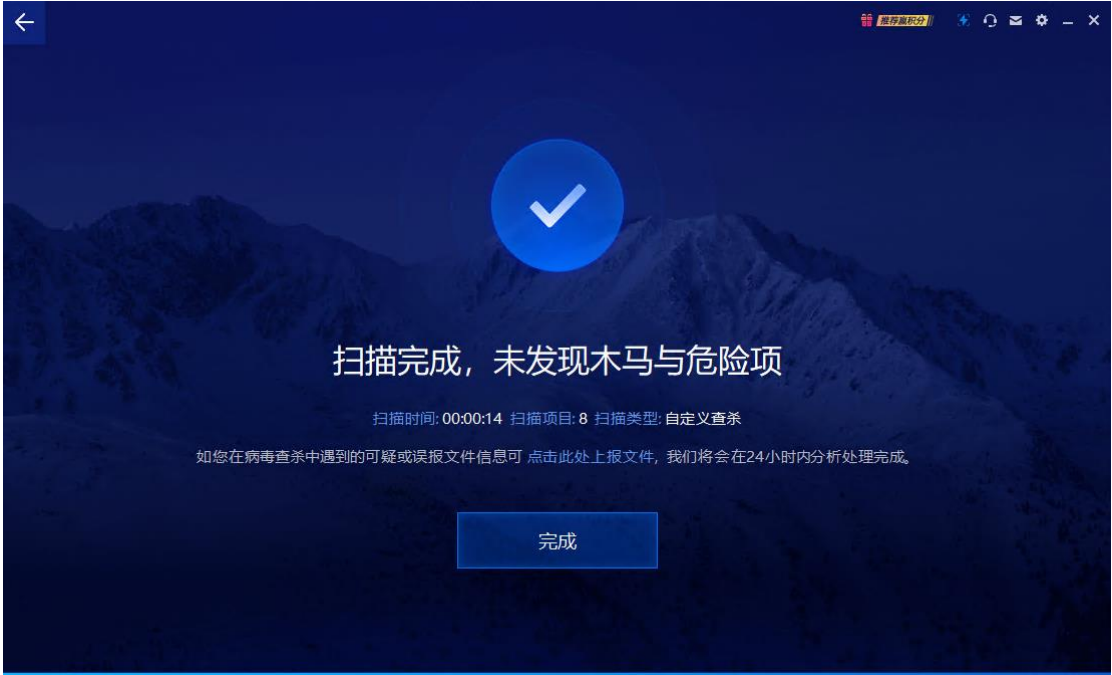 推荐赢积分
扫描完成，未发现木马与危险项
扫描时间: 00:00:14 扫描项目: 8 扫描类型: 自定义查杀
如您在病毒查杀中遇到的可疑或误报文件信息可 点击此处上报文件, 我们将会在24小时内分析处理完成。
完成